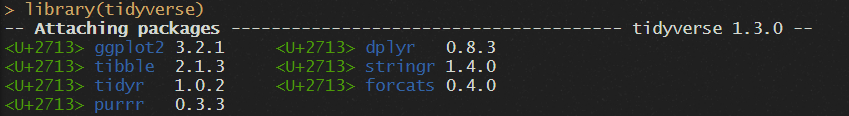 > library(tidyverse)
-- Attaching packages --------------------------------------- tidyverse 1.3.0 --
<U+2713> ggplot2 3.2.1     <U+2713> dplyr   0.8.3
<U+2713> tibble  2.1.3     <U+2713> stringr 1.4.0
<U+2713> tidyr   1.0.2     <U+2713> forcats 0.4.0
<U+2713> purrr   0.3.3